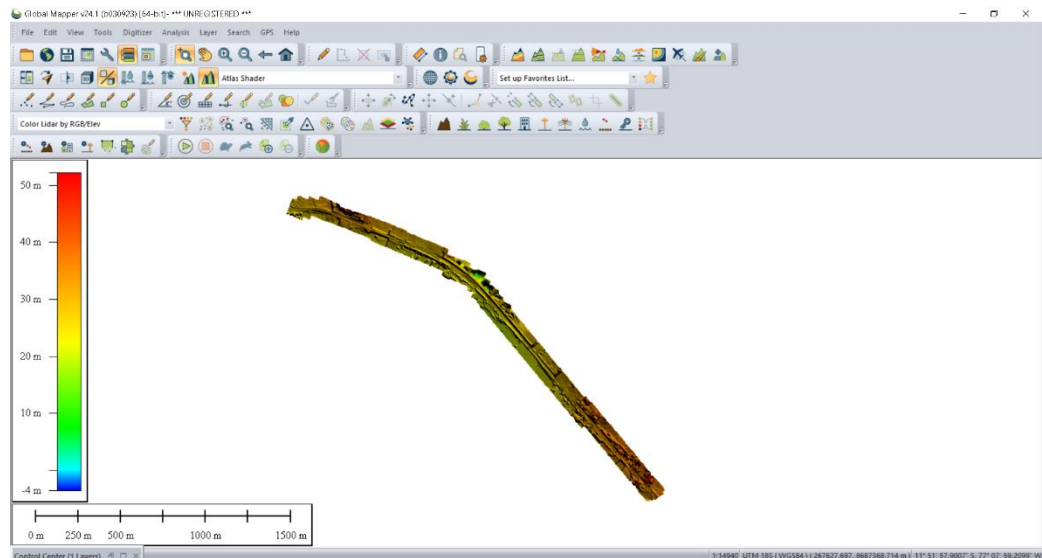 Global Mapper v24.1 (b030923) [64-bit]- *** UNREGISTERED ***
File Edit View Tools Digitizer Analysis Layer Search GPS Help
Atlas Shader
Set up Favorites List...
Color Lidar by RGB/Elev
50 m
40 m
30 m
20 m
10 m
-4 m
0 m 250 m 500 m 1000 m 1500 m
Control Center (1 Layers)
1:14940 UTM 18S (WGS84) ( 267627.697, 8687368.714 m ) 11° 51' 57.9007" S, 77° 07' 59.2099" W